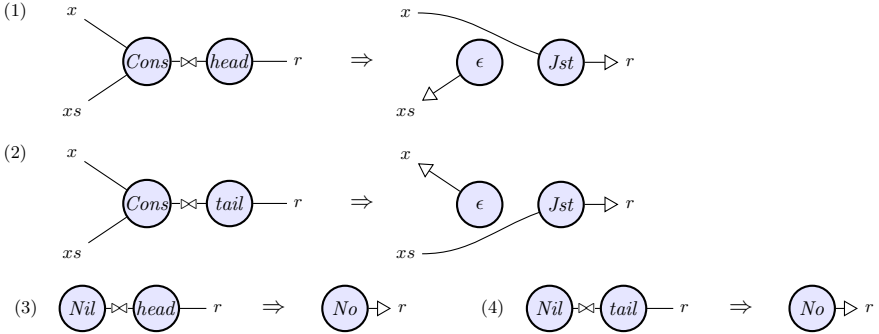 (1) x x
Cons head r ⇒ ϵ Jst r
xs xs
(2) x x
Cons tail r ⇒ ϵ Jst r
xs xs
(3) Nil head r ⇒ No r (4) Nil tail r ⇒ No r